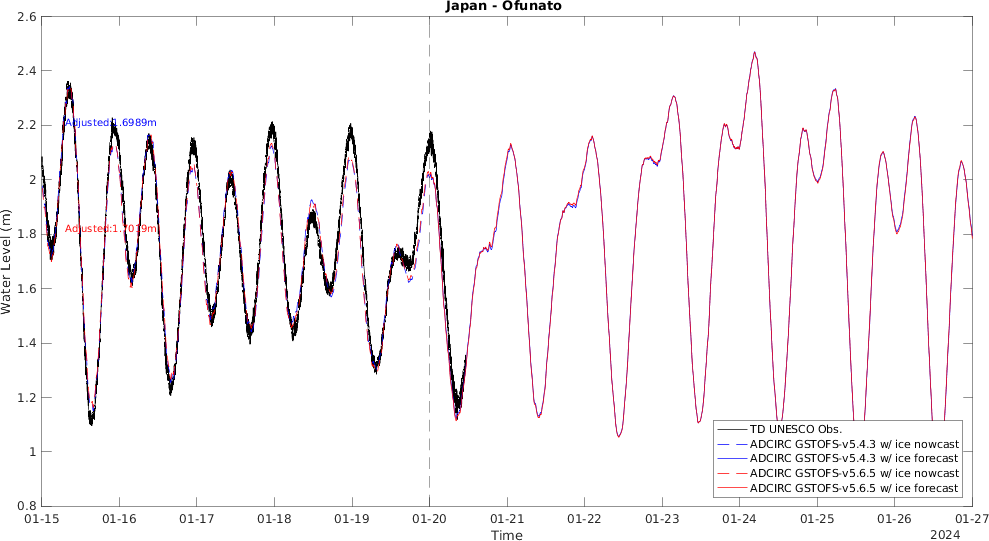 Japan - Ofunato
2.6
2.4
2.2
2
1.8
1.6
1.4
1.2
1
0.8
Water Level (m)
Adjusted:1.6989m
Adjusted:1.7019m
TD UNESCO Obs.
ADCIRC GSTOFS-v5.4.3 w/ ice nowcast
ADCIRC GSTOFS-v5.4.3 w/ ice forecast
ADCIRC GSTOFS-v5.6.5 w/ ice nowcast
ADCIRC GSTOFS-v5.6.5 w/ ice forecast
01-15 01-16 01-17 01-18 01-19 01-20 01-21 01-22 01-23 01-24 01-25 01-26 01-27
Time
2024